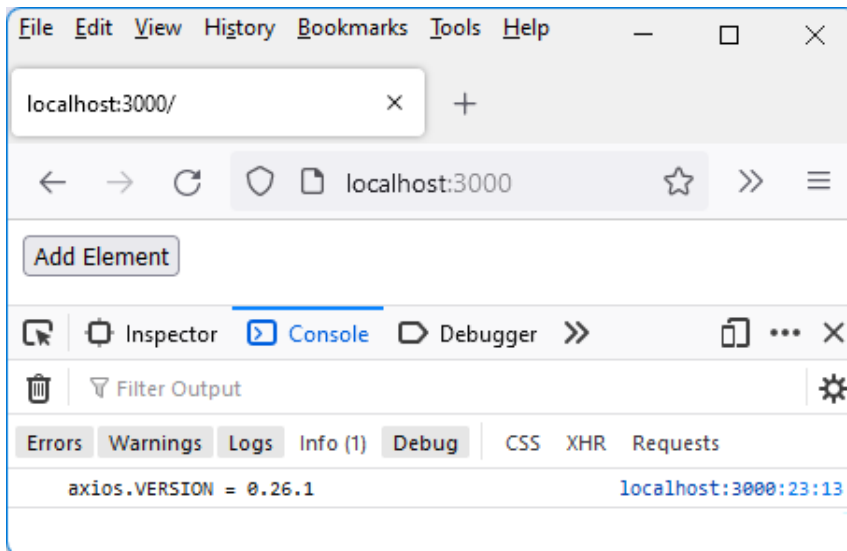 File Edit View History Bookmarks Tools Help
localhost:3000/
localhost:3000
Add Element
Inspector Console Debugger
Filter Output
Errors Warnings Logs Info (1) Debug CSS XHR Requests
axios.VERSION = 0.26.1 localhost:3000:23:13